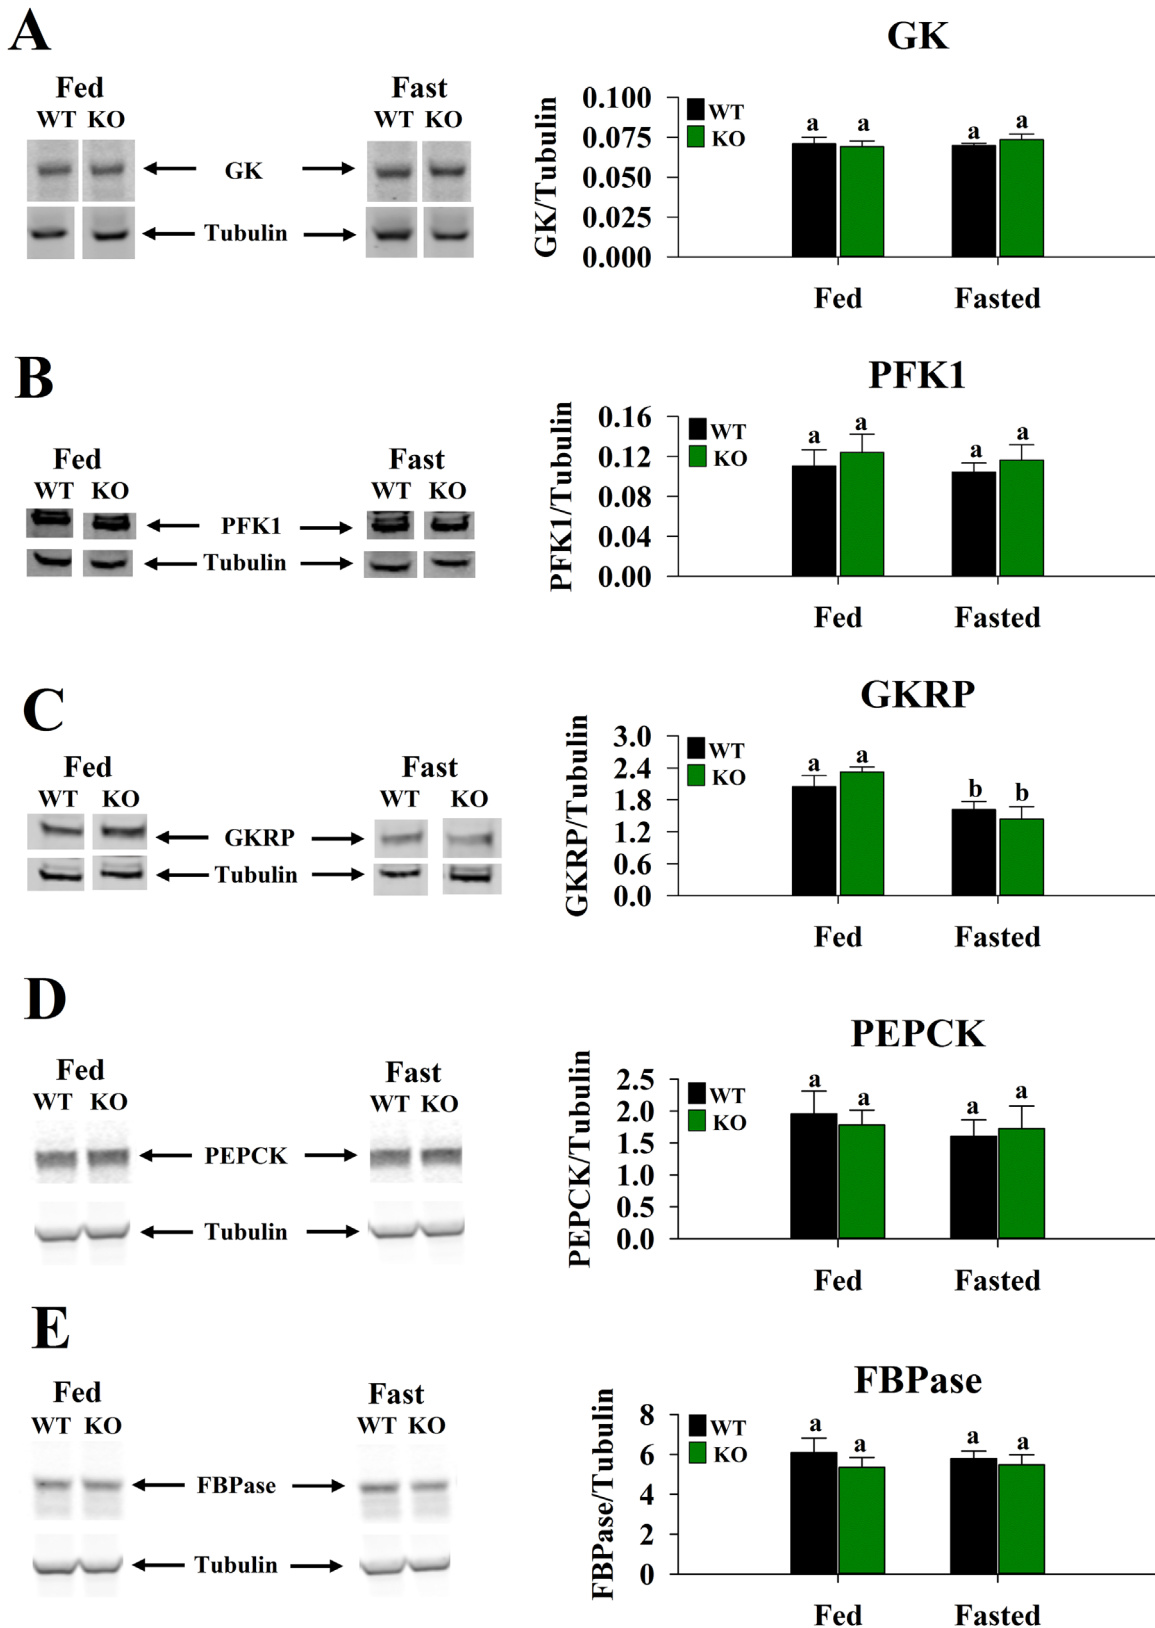 A
GK
Fed
Fast
WT KO
WT KO
GK
Tubulin
GK/Tubulin
0.100
0.075
0.050
0.025
0.000
WT
KO
a a a a
Fed Fasted
B
PFK1
Fed
Fast
WT KO
WT KO
PFK1
Tubulin
PFK1/Tubulin
0.16
0.12
0.08
0.04
0.00
WT
KO
a a a a
Fed Fasted
C
GKRP
Fed
Fast
WT KO
WT KO
GKRP
Tubulin
GKRP/Tubulin
3.0
2.4
1.8
1.2
0.6
0.0
WT
KO
a a b b
Fed Fasted
D
PEPCK
Fed
Fast
WT KO
WT KO
PEPCK
Tubulin
PEPCK/Tubulin
2.5
2.0
1.5
1.0
0.5
0.0
WT
KO
a a a a
Fed Fasted
E
FBPase
Fed
Fast
WT KO
WT KO
FBPase
Tubulin
FBPase/Tubulin
8
6
4
2
0
WT
KO
a a a a
Fed Fasted